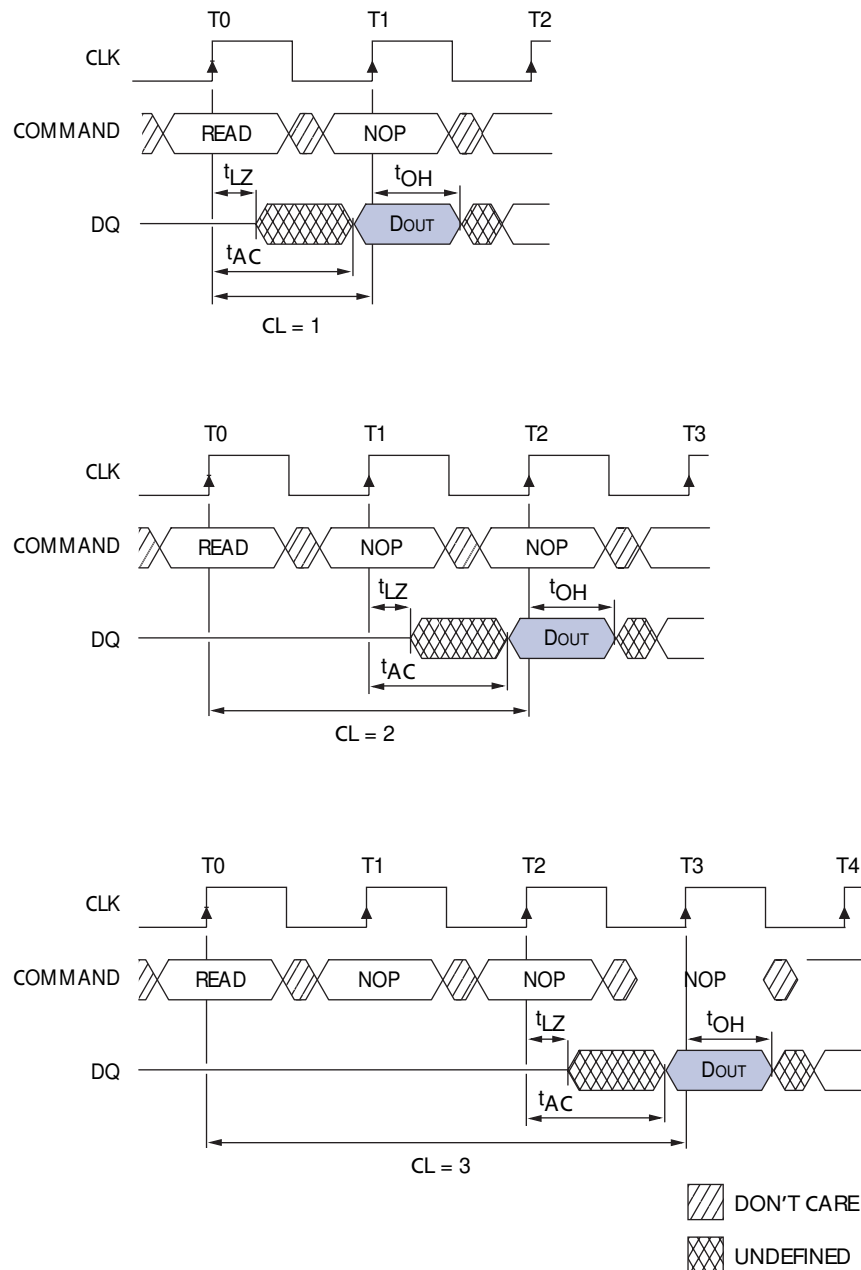 T0 T1 T2
CLK
COMMAND READ NOP
tLZ tOH
DQ DOUT
tAC
CL = 1
T0 T1 T2 T3
CLK
COMMAND READ NOP NOP
tLZ tOH
DQ DOUT
tAC
CL = 2
T0 T1 T2 T3 T4
CLK
COMMAND READ NOP NOP NOP
tLZ tOH
DQ DOUT
tAC
CL = 3
DON'T CARE
UNDEFINED